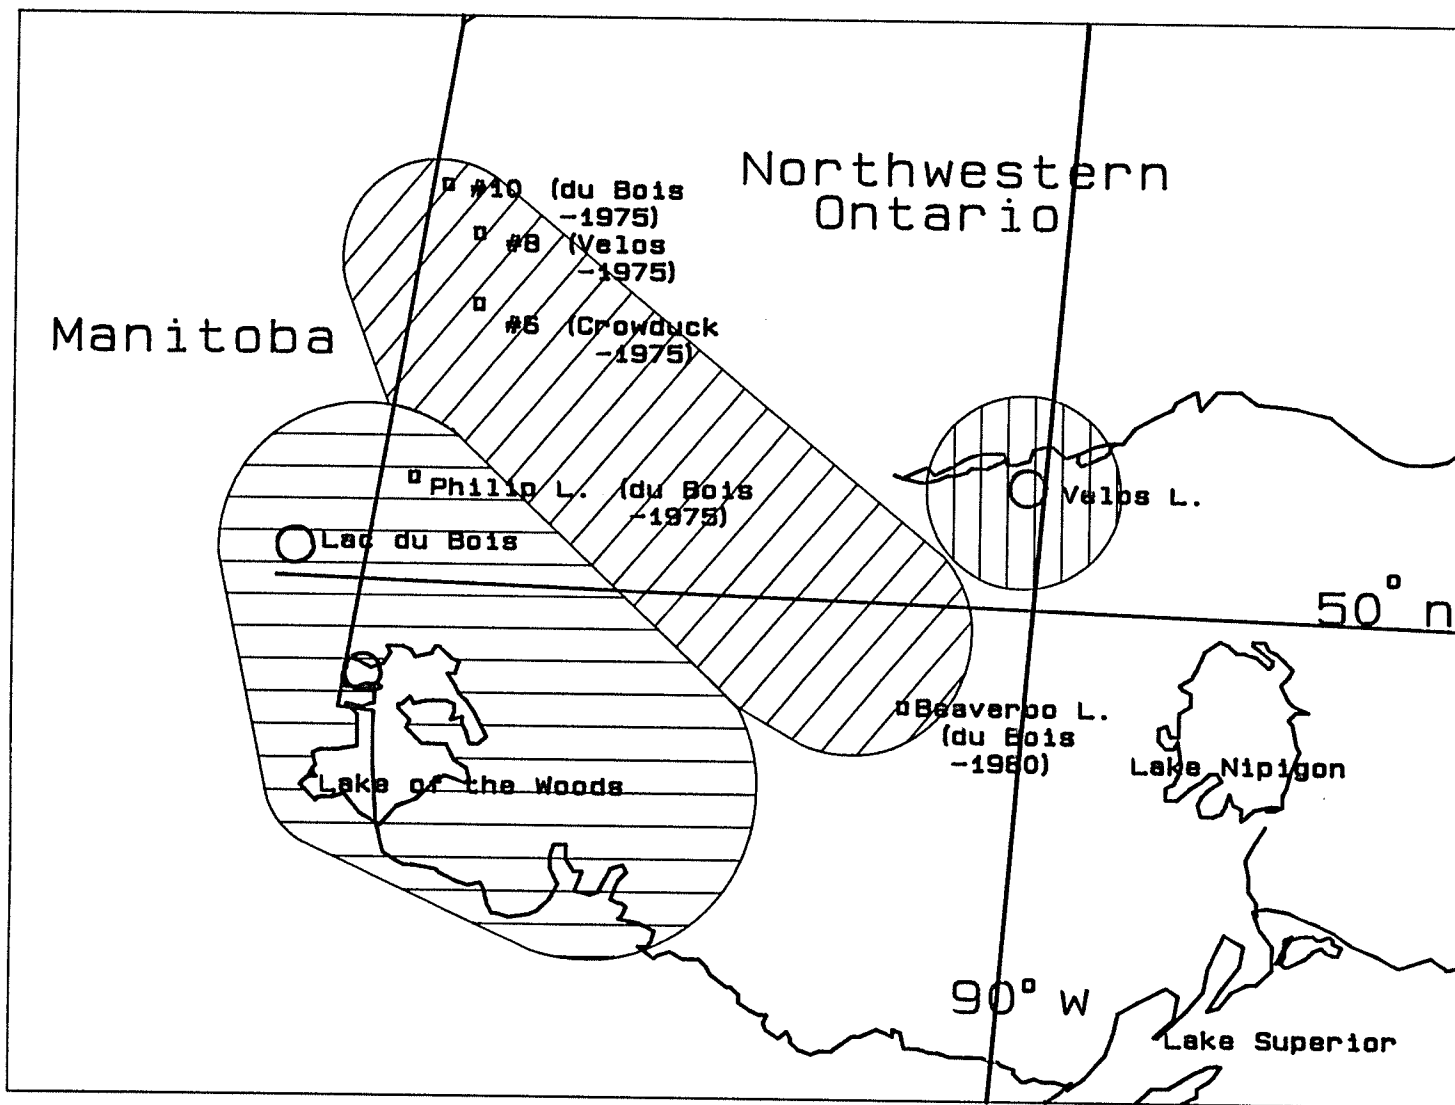 Northwestern
Ontario
#10 (du Bois
-1975)
#8 (Velos
-1975)
#6 (Crowduck
-1975)
Manitoba
Philip L. (du Bois
-1975)
Velos L.
Lac du Bois
50° n
Beaverpo L.
(du Bois
-1980)
Lake Nipigon
Lake of the Woods
90° W
Lake Superior